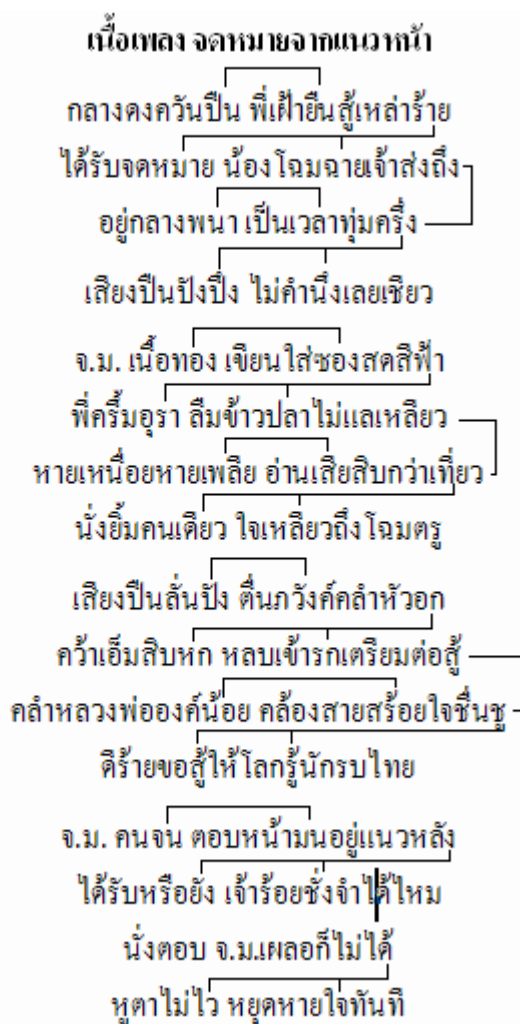 เนื้อเพลง จดหมายจากแนวหน้า
กลางดงควันปืน พี่เฝ้ายืนสู้เหล่าร้าย
ได้รับจดหมาย น้องโฉมฉายเจ้าส่งถึง
อยู่กลางพนา เป็นเวลาทุ่มครึ่ง
เสียงปืนปังปึง ไม่คำนึงเลยเชียว
จ.ม. เนื้อทอง เขียนใส่ซองสดสีฟ้า
พี่ครึ้มอุรา ลืมข้าวปลาไม่แลเหลียว
หายเหนื่อยหายเพลีย อ่านเสียสิบกว่าเที่ยว
นั่งยิ้มคนเดียว ใจเหลียวถึงโฉมตรู
เสียงปืนลั่นปัง ตื่นภวังค์คลำหัวอก
คว้าเอ็มสิบหก หลบเข้ารกเตรียมต่อสู้
คลำหลวงพ่อองค์น้อย คล้องสายสร้อยใจชื่นชู
ดีร้ายขอสู้ให้โลกรู้นักรบไทย
จ.ม. คนจน ตอบหน้ามนอยู่แนวหลัง
ได้รับหรือยัง เจ้าร้อยชั่งจำได้ไหม
นั่งตอบ จ.ม.เผลอก็ไม่ได้
หูตาไม่ไว หยุดหายใจทันที